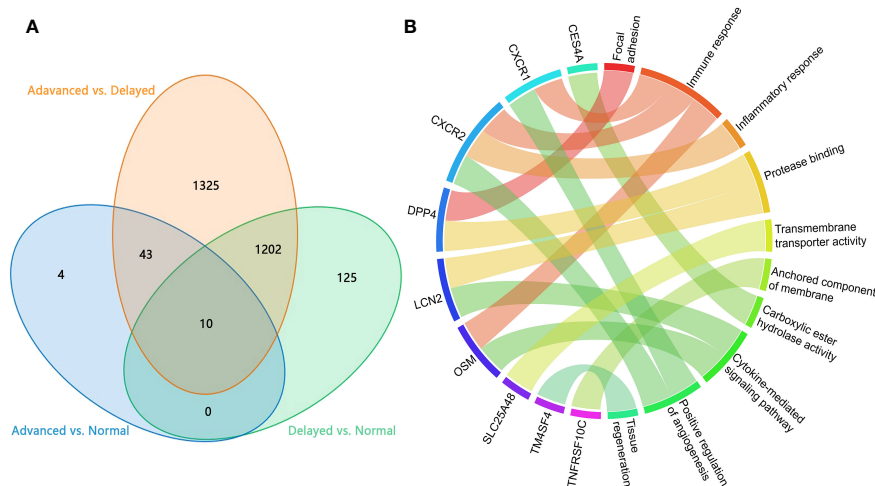 A
Adavanced vs. Delayed
1325
43
1202
4
125
10
0
Advanced vs. Normal
Delayed vs. Normal
B
CES4A
CXCR1
CXCR2
DPP4
LCN2
OSM
SLC25A48
TM4SF4
TNFRSF10C
Focal
adhesion
Immune response
Inflammatory response
Protease binding
Transmembrane
transporter activity
Anchored component
of membrane
Carboxylic ester
hydrolase activity
Cytokine-mediated
signaling pathway
Positive regulation
of angiogenesis
Tissue
regeneration